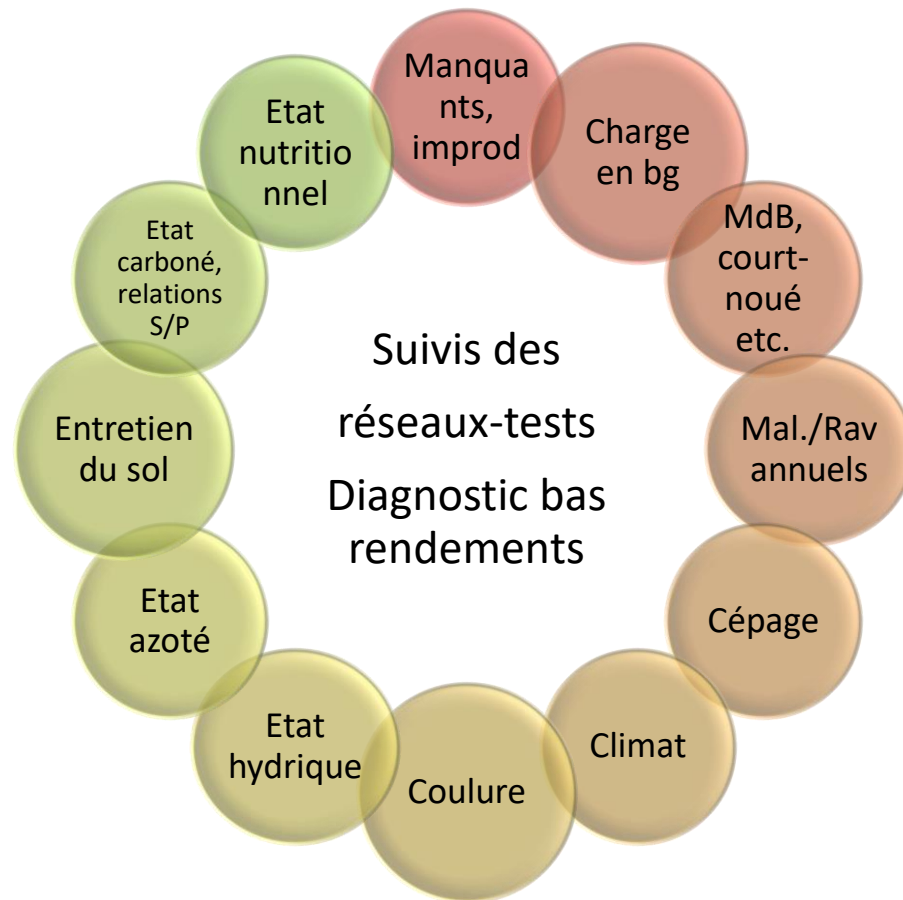 Manqua
nts,
improd
Charge
en bg
MdB,
court-
noué
etc.
Mal./Rav
annuels
Cépage
Climat
Coulure
Etat
hydrique
Etat
azoté
Entretien
du sol
Etat
carboné,
relations
S/P
Etat
nutritio
nnel
Suivis des
réseaux-tests
Diagnostic bas
rendements